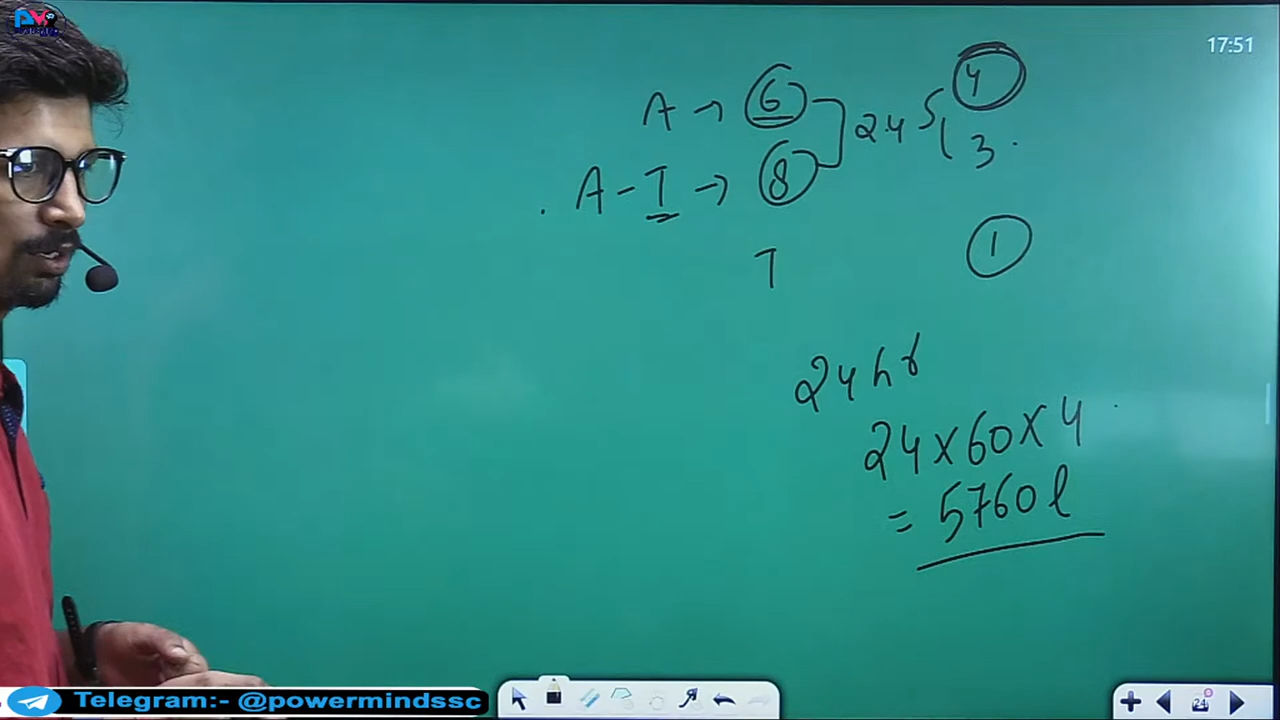 17:51
A → 6
24
4
3
A - T → 8
T
1
24 hr
24 x 60 x 4
= 5760 l
Telegram:- @powermindssc
24